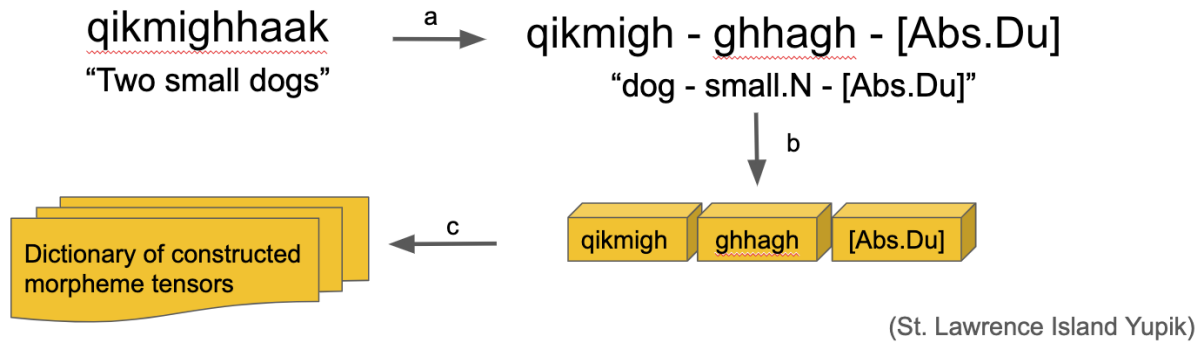 qikmighhaak
“Two small dogs”
a
qikmigh - ghhagh - [Abs.Du]
“dog - small.N - [Abs.Du]”
b
qikmigh
ghhagh
[Abs.Du]
c
Dictionary of constructed
morpheme tensors
(St. Lawrence Island Yupik)